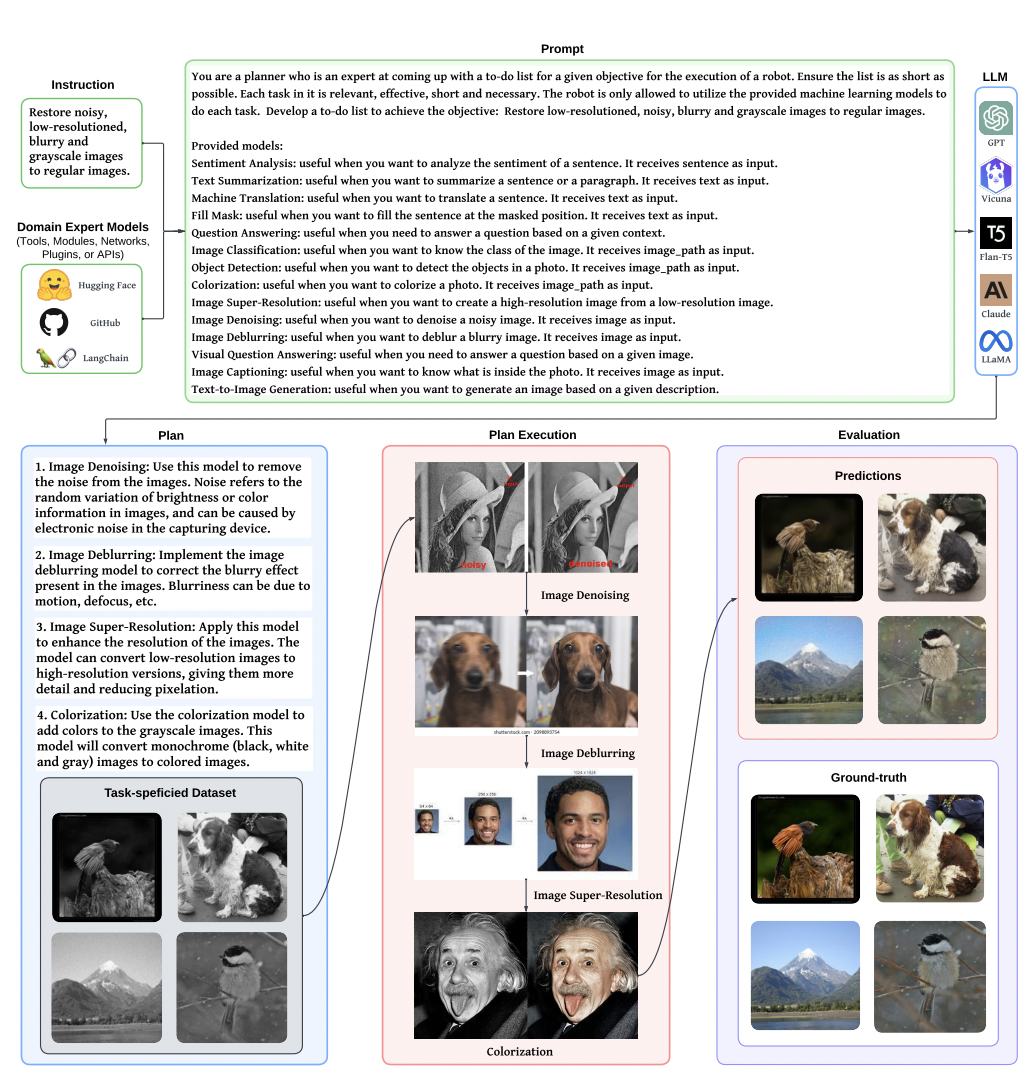 Prompt
Instruction
LLM
Restore noisy,
low-resolutioned,
blurry and
grayscale images
to regular images.
Domain Expert Models
(Tools, Modules, Networks,
Plugins, or APIs)
Hugging Face
GitHub
LangChain
You are a planner who is an expert at coming up with a to-do list for a given objective for the execution of a robot. Ensure the list is as short as
possible. Each task in it is relevant, effective, short and necessary. The robot is only allowed to utilize the provided machine learning models to
do each task. Develop a to-do list to achieve the objective: Restore low-resolutioned, noisy, blurry and grayscale images to regular images.
Provided models:
Sentiment Analysis: useful when you want to analyze the sentiment of a sentence. It receives sentence as input.
Text Summarization: useful when you want to summarize a sentence or a paragraph. It receives text as input.
Machine Translation: useful when you want to translate a sentence. It receives text as input.
Fill Mask: useful when you want to fill the sentence at the masked position. It receives text as input.
Question Answering: useful when you need to answer a question based on a given context.
Image Classification: useful when you want to know the class of the image. It receives image_path as input.
Object Detection: useful when you want to detect the objects in a photo. It receives image_path as input.
Colorization: useful when you want to colorize a photo. It receives image_path as input.
Image Super-Resolution: useful when you want to create a high-resolution image from a low-resolution image.
Image Denoising: useful when you want to denoise a noisy image. It receives image as input.
Image Deblurring: useful when you want to deblur a blurry image. It receives image as input.
Visual Question Answering: useful when you need to answer a question based on a given image.
Image Captioning: useful when you want to know what is inside the photo. It receives image as input.
Text-to-Image Generation: useful when you want to generate an image based on a given description.
GPT
Vicuna
T5
Flan-T5
A\
Claude
LLaMA
Plan
1. Image Denoising: Use this model to remove
the noise from the images. Noise refers to the
random variation of brightness or color
information in images, and can be caused by
electronic noise in the capturing device.
2. Image Deblurring: Implement the image
deblurring model to correct the blurry effect
present in the images. Blurriness can be due to
motion, defocus, etc.
3. Image Super-Resolution: Apply this model
to enhance the resolution of the images. The
model can convert low-resolution images to
high-resolution versions, giving them more
detail and reducing pixelation.
4. Colorization: Use the colorization model to
add colors to the grayscale images. This
model will convert monochrome (black, white
and gray) images to colored images.
Task-speficied Dataset
Plan Execution
noisy
denoised
Image Denoising
shutterstock.com · 2098893754
Image Deblurring
64 x 64
256 x 256
1024 x 1024
4x
4x
Image Super-Resolution
Colorization
Evaluation
Predictions
Ground-truth